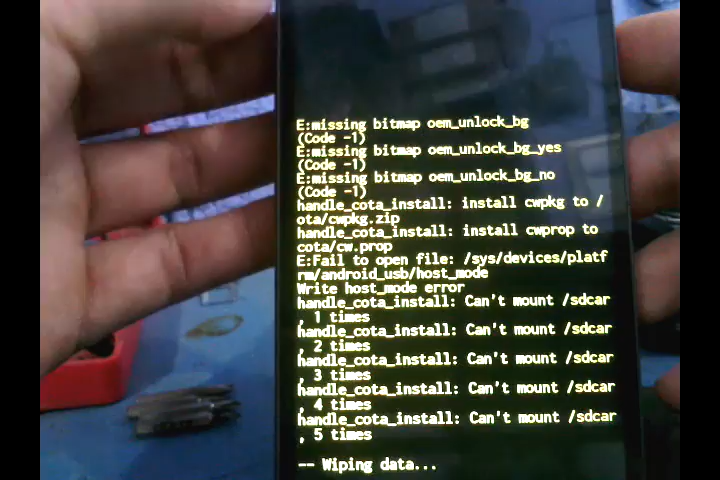 E:missing bitmap oem_unlock_bg
(Code -1)
E:missing bitmap oem_unlock_bg_yes
(Code -1)
E:missing bitmap oem_unlock_bg_no
(Code -1)
handle_cota_install: install cwpkg to /
ota/cwpkg.zip
handle_cota_install: install cwprop to
cota/cw.prop
E:Fail to open file: /sys/devices/platf
rm/android_usb/host_mode
Write host_mode error
handle_cota_install: Can't mount /sdcar
, 1 times
handle_cota_install: Can't mount /sdcar
, 2 times
handle_cota_install: Can't mount /sdcar
, 3 times
handle_cota_install: Can't mount /sdcar
, 4 times
handle_cota_install: Can't mount /sdcar
, 5 times
-- Wiping data...